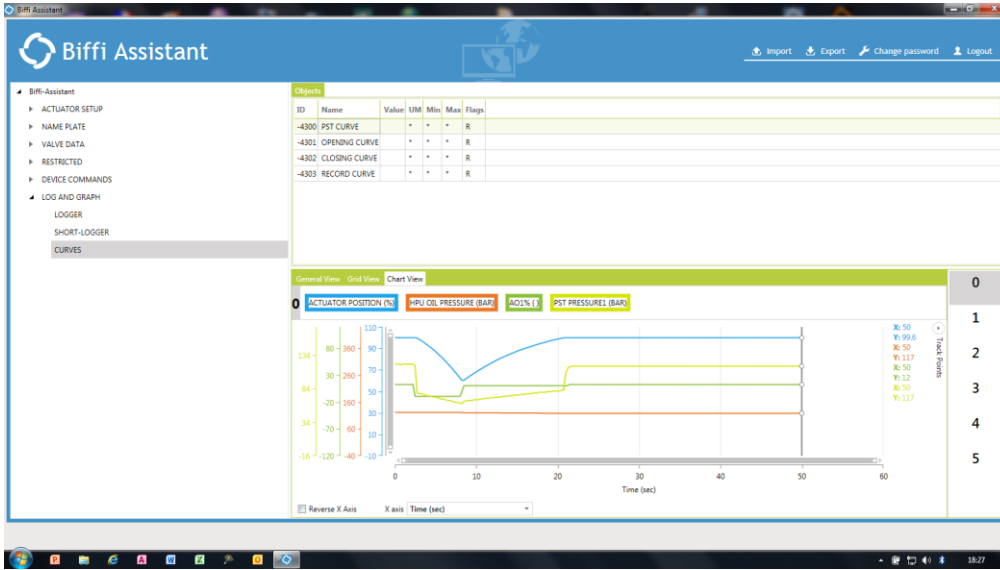 Biffi Assistant
Biffi Assistant
Import Export Change password Logout
Biffi-Assistant
ACTUATOR SETUP
NAME PLATE
VALVE DATA
RESTRICTED
DEVICE COMMANDS
LOG AND GRAPH
LOGGER
SHORT-LOGGER
CURVES
Objects
ID Name Value UM Min Max Flags
-4300 PST CURVE * * * R
-4301 OPENING CURVE * * * R
-4302 CLOSING CURVE * * * R
-4303 RECORD CURVE * * * R
General View Grid View Chart View
0 ACTUATOR POSITION (%) HPU OIL PRESSURE (BAR) AO1% ( ) PST PRESSURE1 (BAR)
134 84 34 -16
80 30 -20 -70 -120
360 260 160 60 -40
110 90 70 50 30 10 -10
0 10 20 30 40 50 60
Time (sec)
X: 50
Y: 99.6
X: 50
Y: 117
X: 50
Y: 12
X: 50
Y: 117
Track Points
0
1
2
3
4
5
Reverse X Axis X axis Time (sec)
18:27